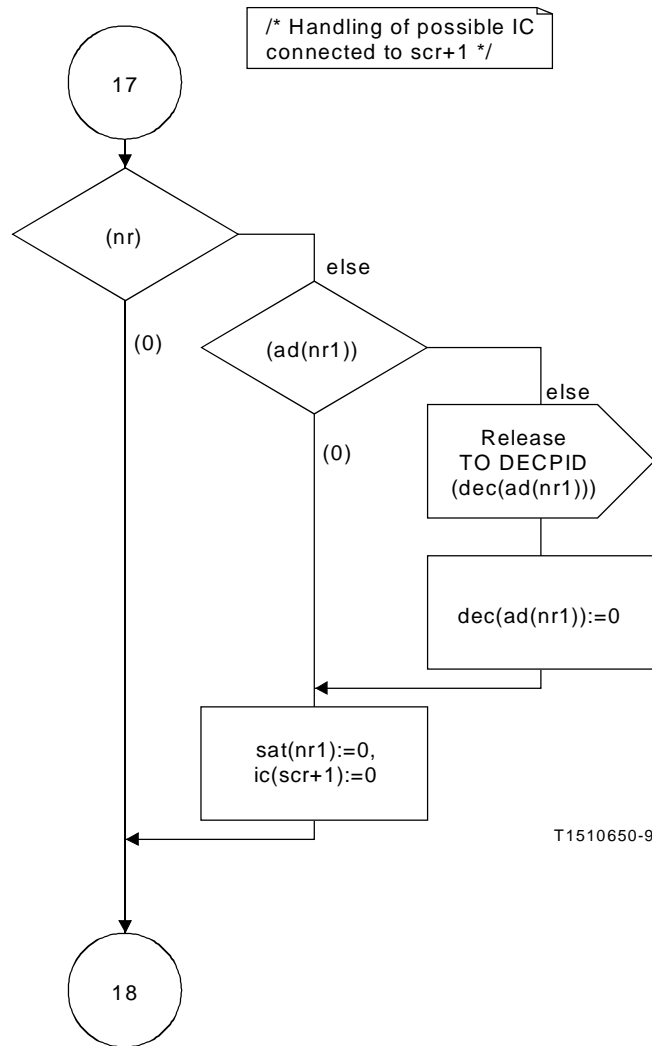 /* Handling of possible IC
connected to scr+1 */
17
(nr)
else
(0)
(ad(nr1))
else
(0)
Release
TO DECPID
(dec(ad(nr1)))
dec(ad(nr1)):=0
sat(nr1):=0,
ic(scr+1):=0
T1510650-9
18